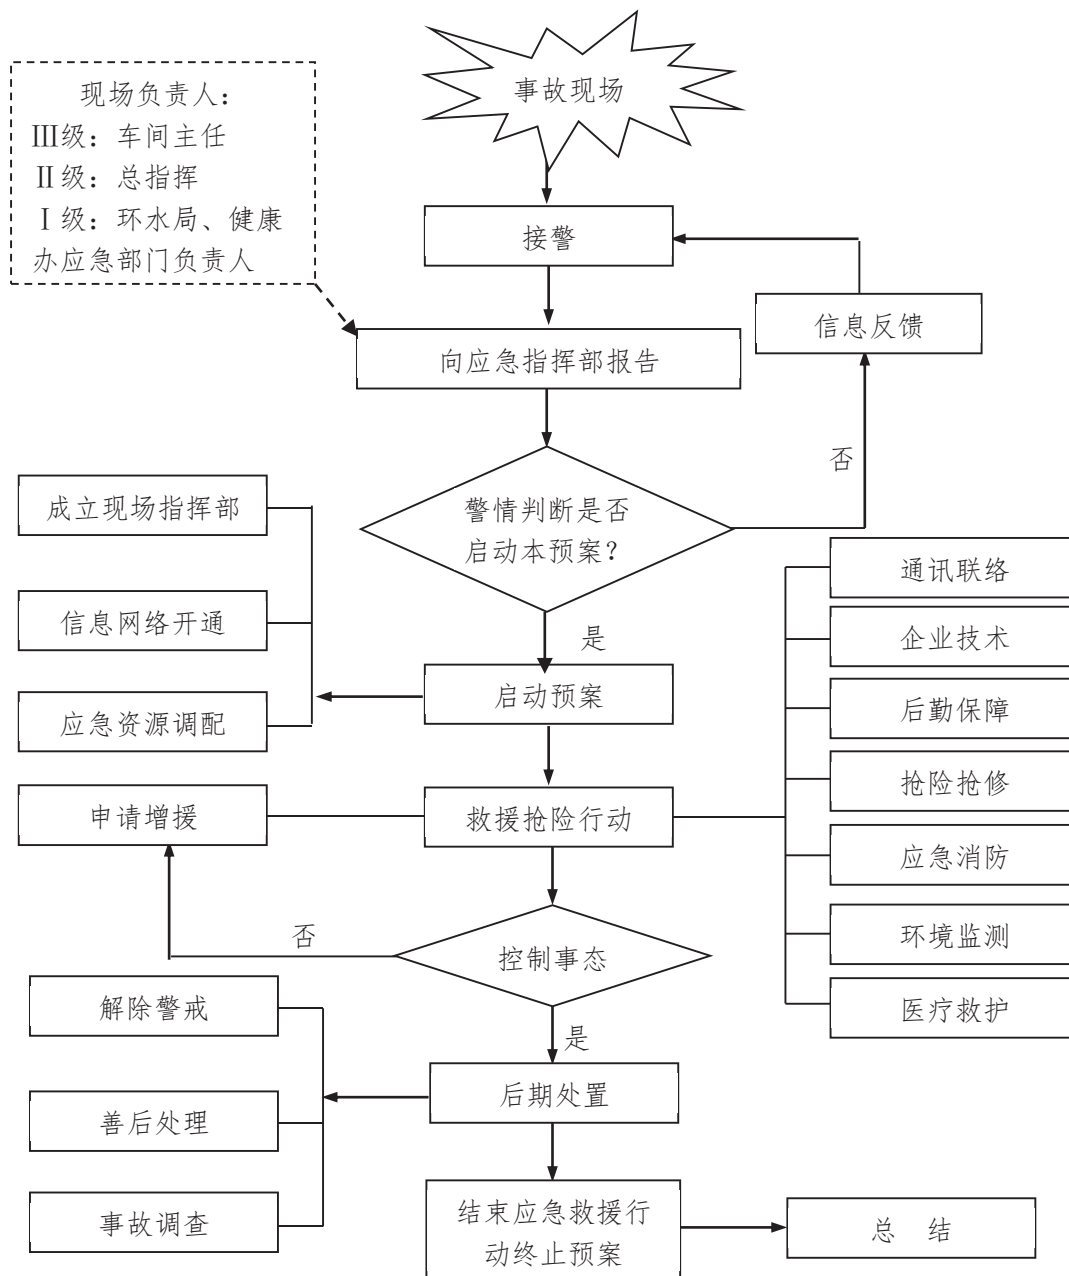 事故现场
现场负责人：
Ⅲ级：车间主任
Ⅱ级：总指挥
Ⅰ级：环水局、健康
办应急部门负责人
接警
信息反馈
向应急指挥部报告
否
警情判断是否
启动本预案？
成立现场指挥部
信息网络开通
应急资源调配
是
启动预案
通讯联络
企业技术
后勤保障
抢险抢修
应急消防
环境监测
医疗救护
申请增援
救援抢险行动
否
控制事态
是
解除警戒
善后处理
事故调查
后期处置
结束应急救援行
动终止预案
总 结